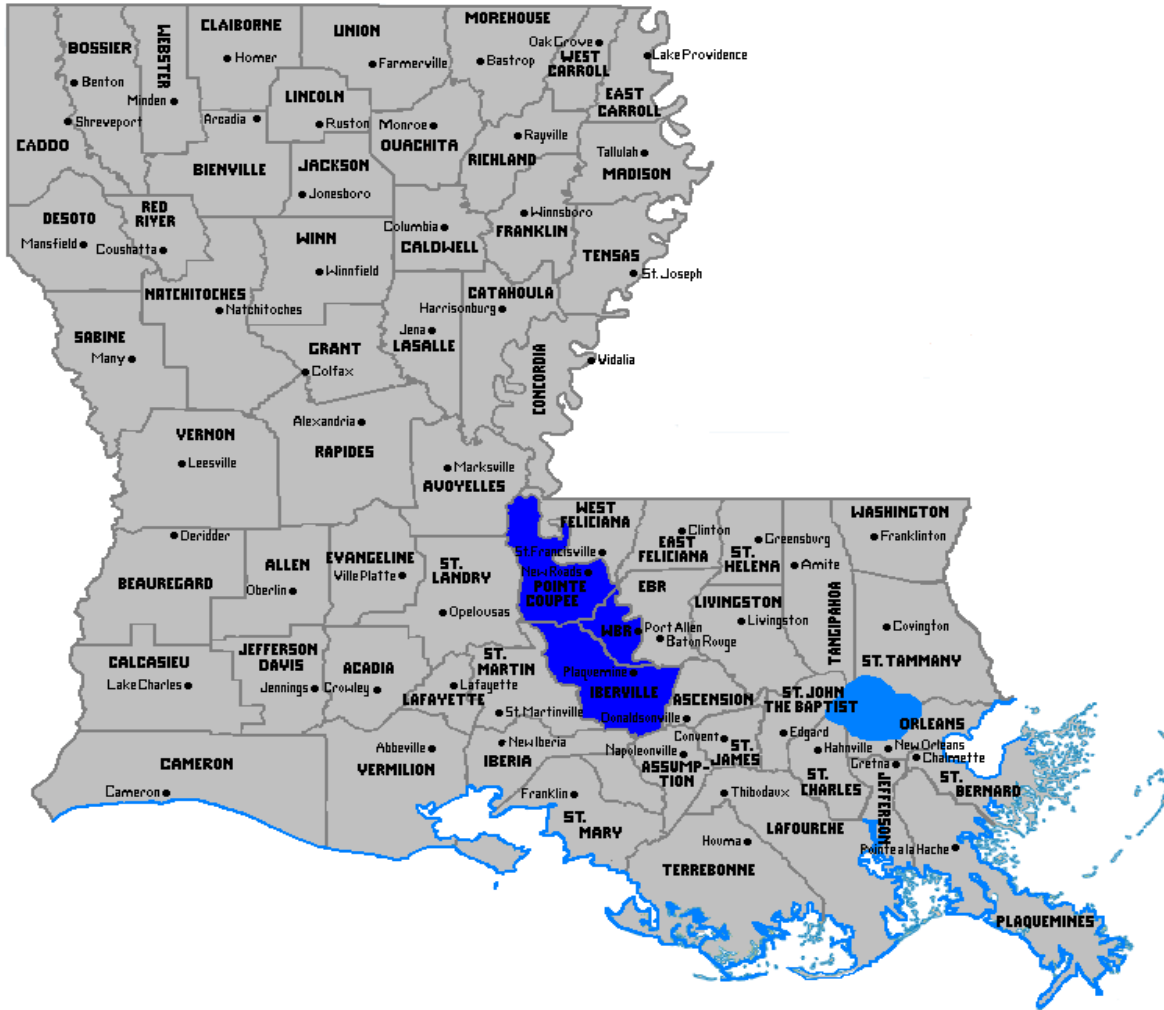 MOREHOUSE
CLAIBORNE
UNION
Oak Grove
BOSSIER
WEBSTER
WEST
CARROLL
Lake Providence
Homer
Farmerville
Bastrop
Benton
LINCOLN
EAST
CARROLL
Minden
Shreveport
Arcadia
Ruston
Monroe
OUACHITA
Rayville
CADDO
RICHLAND
Tallulah
MADISON
BIENVILLE
JACKSON
Jonesboro
DESOTO
RED
RIVER
Winnsboro
FRANKLIN
Mansfield
Coushatta
WINN
Columbia
CALDWELL
TENSAS
Winnfield
St. Joseph
NATCHITOCHES
Natchitoches
CATAHOULA
Harrisonburg
SABINE
Many
GRANT
Colfax
Jena
LASALLE
CONCORDIA
Vidalia
VERNON
Leesville
Alexandria
RAPIDES
Marksville
AVOYELLES
WEST
FELICIANA
WASHINGTON
Deridder
Clinton
EAST
FELICIANA
Greensburg
ST.
HELENA
Franklinton
BEAUREGARD
ALLEN
Oberlin
EVANGELINE
Ville Platte
ST.
LANDRY
St Francisville
New Roads
POINTE
COUPEE
EBR
Amite
TANGIPAHOA
Opelousas
LIVINGSTON
Livingston
WBR
Port Allen
Baton Rouge
Covington
CALCASIEU
Lake Charles
JEFFERSON
DAVIS
Jennings
ACADIA
Crowley
ST.
MARTIN
Lafayette
LAFAYETTE
St. Martinville
Plaquemine
IBERVILLE
ASCENSION
ST. TAMMANY
ST. JOHN
THE BAPTIST
Donaldsonville
ORLEANS
CAMERON
Cameron
Abbeville
VERMILION
New Iberia
IBERIA
Napoleonville
ASSUMP-
TION
Convent
ST.
JAMES
Edgard
Hahnville
New Orleans
Chalmette
Gretna
ST.
BERNARD
Franklin
ST.
MARY
Thibodaux
ST.
CHARLES
JEFFERSON
LAFOURCHE
Houma
TERREBONNE
Pointe a la Hache
PLAQUEMINES